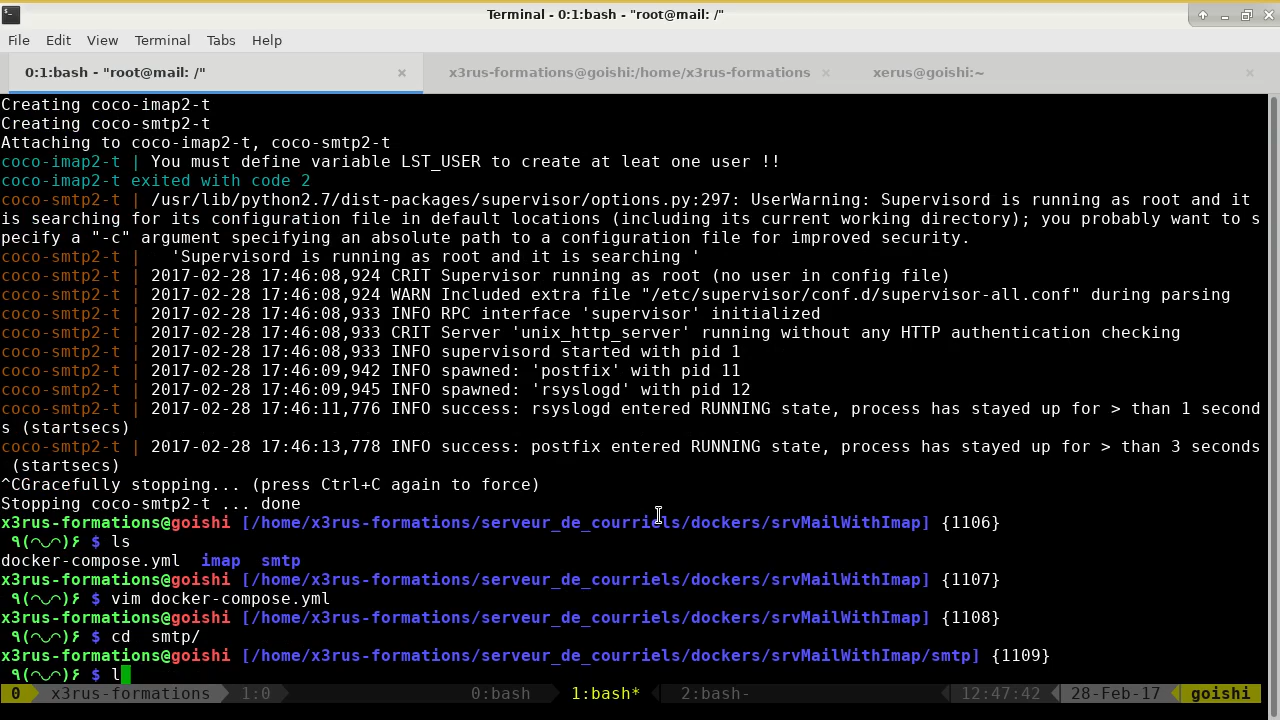 Terminal - 0:1:bash - "root@mail: /"
File Edit View Terminal Tabs Help
0:1:bash - "root@mail: /" × x3rus-formations@goishi:/home/x3rus-formations × xerus@goishi:~ ×
Creating coco-imap2-t
Creating coco-smtp2-t
Attaching to coco-imap2-t, coco-smtp2-t
coco-imap2-t | You must define variable LST_USER to create at leat one user !!
coco-imap2-t exited with code 2
coco-smtp2-t | /usr/lib/python2.7/dist-packages/supervisor/options.py:297: UserWarning: Supervisord is running as root and it
is searching for its configuration file in default locations (including its current working directory); you probably want to s
pecify a "-c" argument specifying an absolute path to a configuration file for improved security.
coco-smtp2-t |   'Supervisord is running as root and it is searching '
coco-smtp2-t | 2017-02-28 17:46:08,924 CRIT Supervisor running as root (no user in config file)
coco-smtp2-t | 2017-02-28 17:46:08,924 WARN Included extra file "/etc/supervisor/conf.d/supervisor-all.conf" during parsing
coco-smtp2-t | 2017-02-28 17:46:08,933 INFO RPC interface 'supervisor' initialized
coco-smtp2-t | 2017-02-28 17:46:08,933 CRIT Server 'unix_http_server' running without any HTTP authentication checking
coco-smtp2-t | 2017-02-28 17:46:08,933 INFO supervisord started with pid 1
coco-smtp2-t | 2017-02-28 17:46:09,942 INFO spawned: 'postfix' with pid 11
coco-smtp2-t | 2017-02-28 17:46:09,945 INFO spawned: 'rsyslogd' with pid 12
coco-smtp2-t | 2017-02-28 17:46:11,776 INFO success: rsyslogd entered RUNNING state, process has stayed up for > than 1 second
s (startsecs)
coco-smtp2-t | 2017-02-28 17:46:13,778 INFO success: postfix entered RUNNING state, process has stayed up for > than 3 seconds
 (startsecs)
^CGracefully stopping... (press Ctrl+C again to force)
Stopping coco-smtp2-t ... done
x3rus-formations@goishi [/home/x3rus-formations/serveur_de_courriels/dockers/srvMailWithImap] {1106}
 ٩(◠◡◠)۶ $ ls
docker-compose.yml  imap  smtp
x3rus-formations@goishi [/home/x3rus-formations/serveur_de_courriels/dockers/srvMailWithImap] {1107}
 ٩(◠◡◠)۶ $ vim docker-compose.yml
x3rus-formations@goishi [/home/x3rus-formations/serveur_de_courriels/dockers/srvMailWithImap] {1108}
 ٩(◠◡◠)۶ $ cd  smtp/
x3rus-formations@goishi [/home/x3rus-formations/serveur_de_courriels/dockers/srvMailWithImap/smtp] {1109}
 ٩(◠◡◠)۶ $ l
0 x3rus-formations 1:0 0:bash 1:bash* 2:bash- 12:47:42 28-Feb-17 goishi